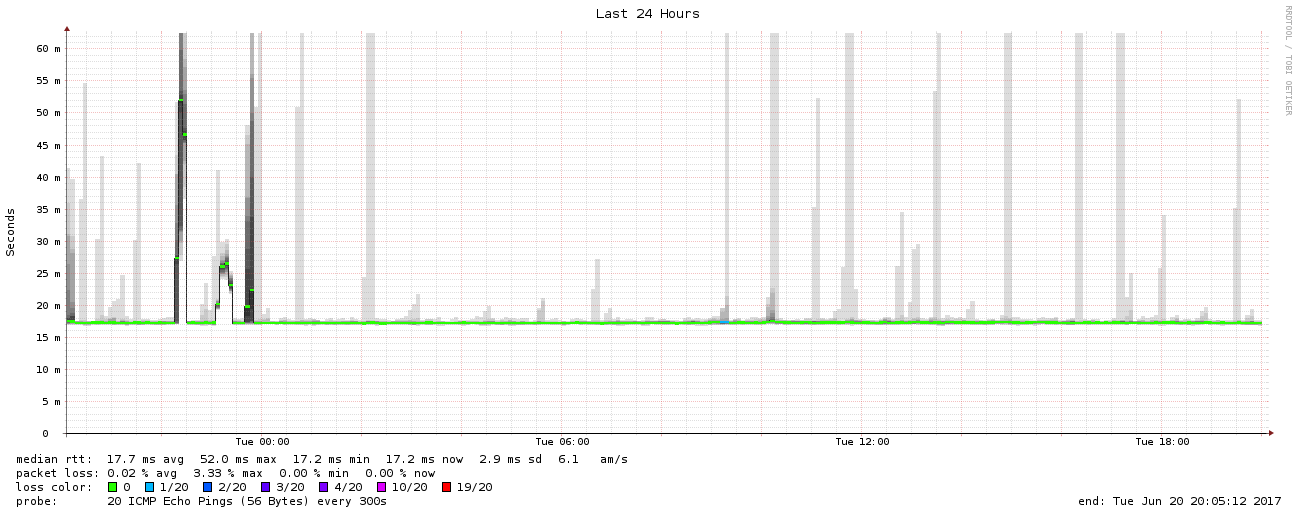 Last 24 Hours
RRDTOOL / TOBI OETIKER
Seconds
60 m
55 m
50 m
45 m
40 m
35 m
30 m
25 m
20 m
15 m
10 m
5 m
0
Tue 00:00 Tue 06:00 Tue 12:00 Tue 18:00
median rtt: 17.7 ms avg 52.0 ms max 17.2 ms min 17.2 ms now 2.9 ms sd 6.1 am/s
packet loss: 0.02 % avg 3.33 % max 0.00 % min 0.00 % now
loss color: 0 1/20 2/20 3/20 4/20 10/20 19/20
probe: 20 ICMP Echo Pings (56 Bytes) every 300s end: Tue Jun 20 20:05:12 2017